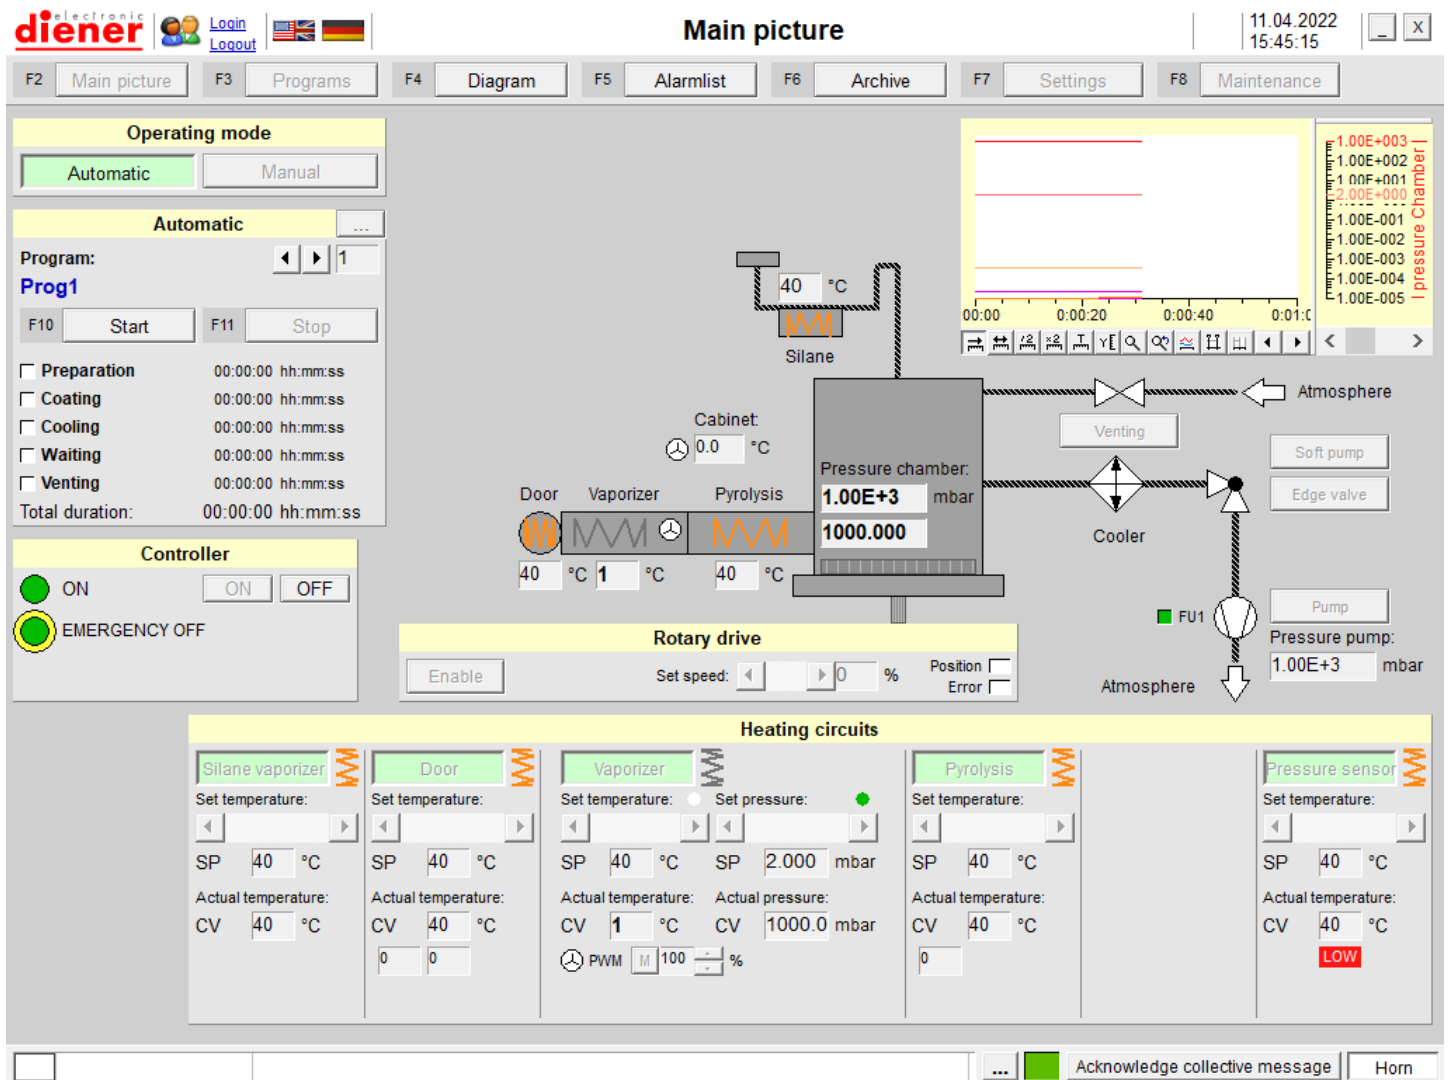 electronic
diener
Login
Logout
Main picture
11.04.2022
15:45:15
_ X
F2 Main picture F3 Programs F4 Diagram F5 Alarmlist F6 Archive F7 Settings F8 Maintenance
Operating mode
Automatic Manual
Automatic ...
Program: 1
Prog1
F10 Start F11 Stop
Preparation 00:00:00 hh:mm:ss
Coating 00:00:00 hh:mm:ss
Cooling 00:00:00 hh:mm:ss
Waiting 00:00:00 hh:mm:ss
Venting 00:00:00 hh:mm:ss
Total duration: 00:00:00 hh:mm:ss
Controller
ON ON OFF
EMERGENCY OFF
40 °C
Silane
Cabinet:
0.0 °C
Door Vaporizer Pyrolysis
40 °C 1 °C 40 °C
Pressure chamber:
1.00E+3 mbar
1000.000
1.00E+003
1.00E+002
1.00E+001
2.00E+000
1.00E-001
1.00E-002
1.00E-003
1.00E-004
1.00E-005
pressure Chamber
00:00 0:00:20 0:00:40 0:01:0
Atmosphere
Venting
Soft pump
Edge valve
Cooler
FU1
Pump
Pressure pump:
1.00E+3 mbar
Atmosphere
Rotary drive
Enable Set speed: 0 % Position
Error
Heating circuits
Silane vaporizer Door Vaporizer Pyrolysis Pressure sensor
Set temperature: Set temperature: Set temperature: Set pressure: Set temperature: Set temperature:
SP 40 °C SP 40 °C SP 40 °C SP 2.000 mbar SP 40 °C SP 40 °C
Actual temperature: Actual temperature: Actual temperature: Actual pressure: Actual temperature: Actual temperature:
CV 40 °C CV 40 °C CV 1 °C CV 1000.0 mbar CV 40 °C CV 40 °C
0 0 PWM M 100 % 0 LOW
... Acknowledge collective message Horn